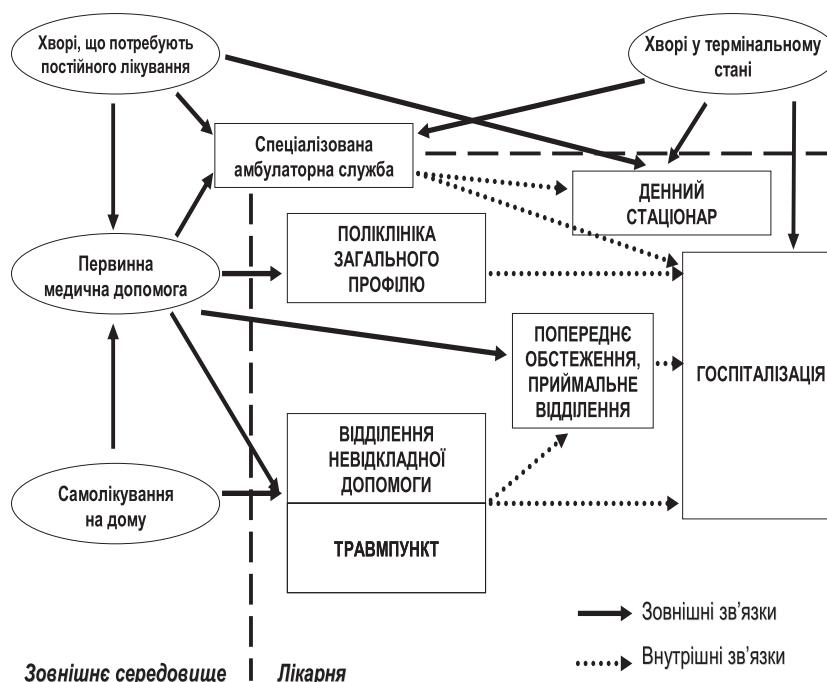 Хворі, що потребують
постійного лікування
Хворі у термінальному
стані
Спеціалізована
амбулаторна служба
ДЕННИЙ
СТАЦІОНАР
ПОЛІКЛІНІКА
ЗАГАЛЬНОГО
ПРОФІЛЮ
Первинна
медична допомога
ПОПЕРЕДНЄ
ОБСТЕЖЕННЯ,
ПРИЙМАЛЬНЕ
ВІДДІЛЕННЯ
ГОСПІТАЛІЗАЦІЯ
ВІДДІЛЕННЯ
НЕВІДКЛАДНОЇ
ДОПОМОГИ
Самолікування
на дому
ТРАВМПУНКТ
Зовнішні зв'язки
Внутрішні зв'язки
Зовнішнє середовище
Лікарня